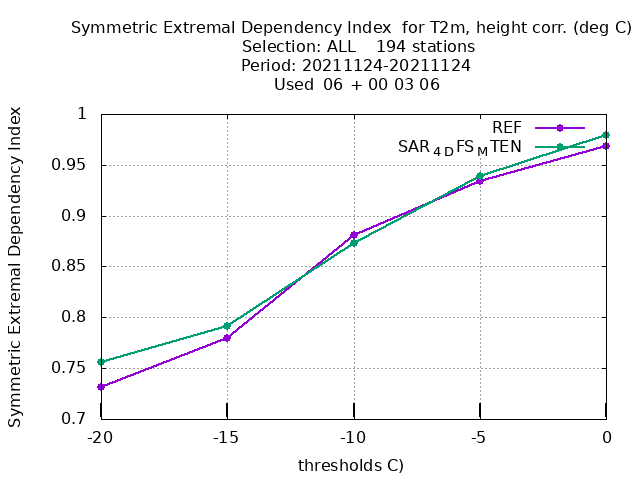 Symmetric Extremal Dependency Index  for T2m, height corr. (deg C)
Selection: ALL    194 stations
Period: 20211124-20211124
Used  06 + 00 03 06
Symmetric Extremal Dependency Index
1
0.95
0.9
0.85
0.8
0.75
0.7
REF
SAR4DFSMTEN
-20 -15 -10 -5 0
thresholds C)